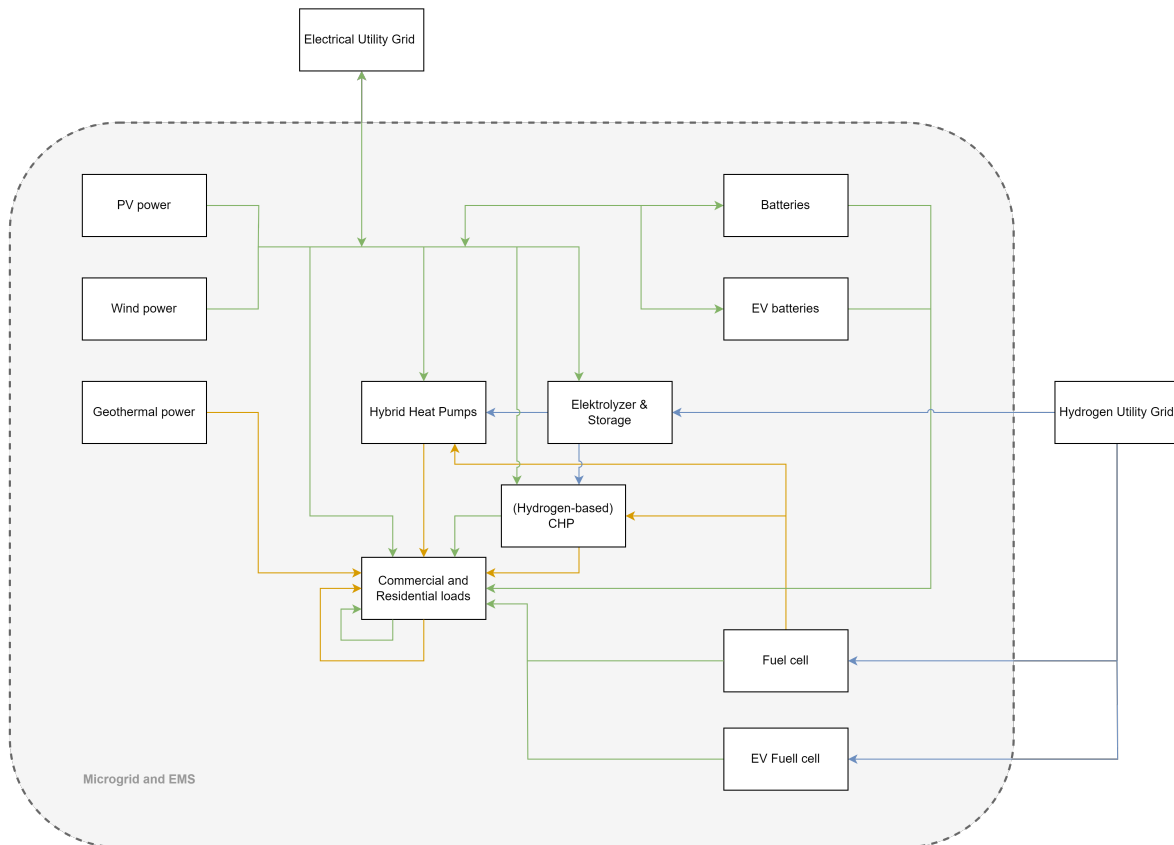 Electrical Utility Grid
PV power
Batteries
Wind power
EV batteries
Geothermal power
Hybrid Heat Pumps
Elektrolyzer &
Storage
Hydrogen Utility Grid
(Hydrogen-based)
CHP
Commercial and
Residential loads
Fuel cell
EV Fuell cell
Microgrid and EMS